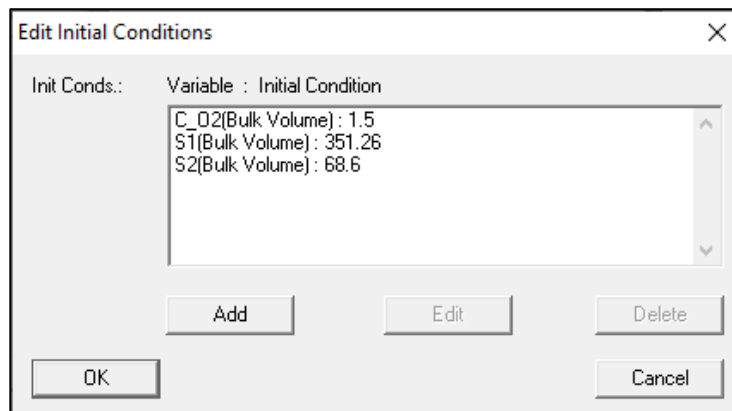 Edit Initial Conditions
Init Conds.: Variable : Initial Condition
C_O2(Bulk Volume) : 1.5
S1(Bulk Volume) : 351.26
S2(Bulk Volume) : 68.6
Add Edit Delete
OK Cancel